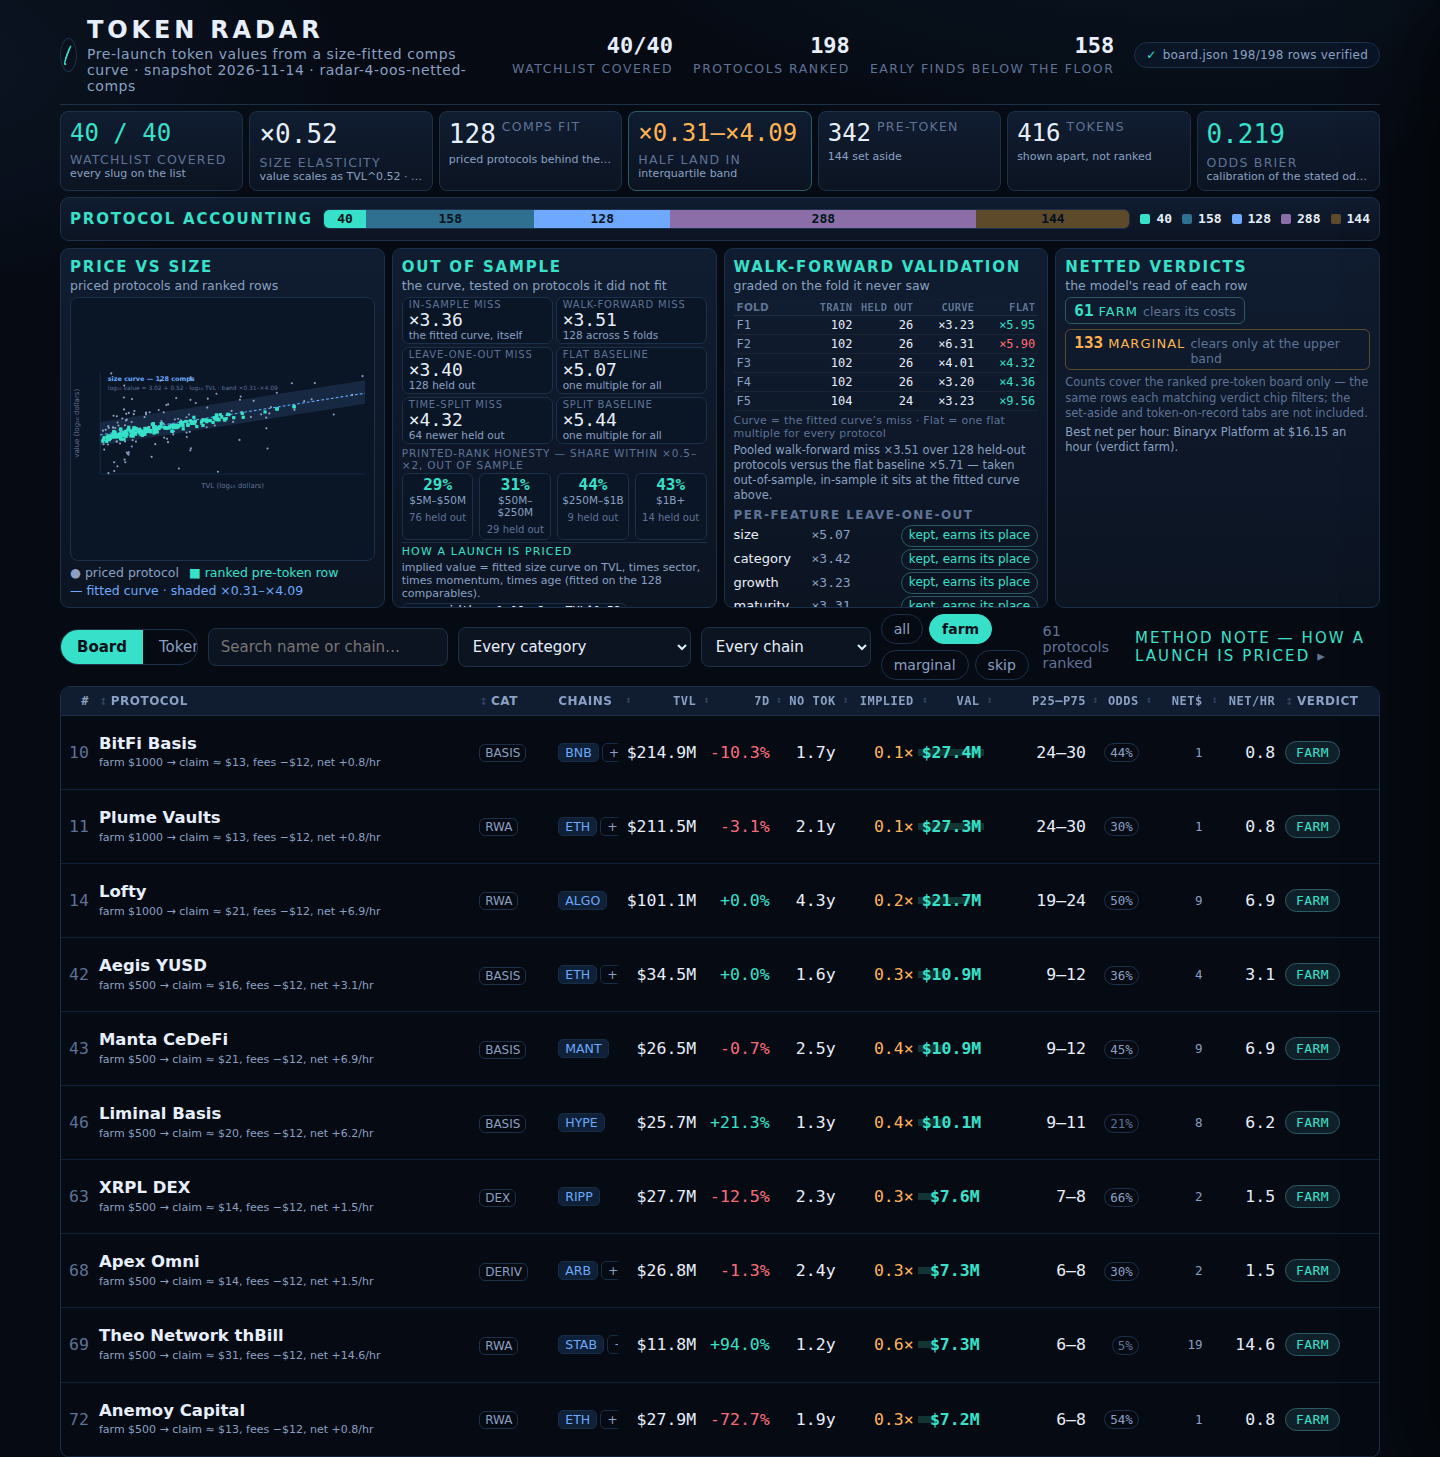 TOKEN RADAR
Pre-launch token values from a size-fitted comps
curve · snapshot 2026-11-14 · radar-4-oos-netted-
comps
40/40
WATCHLIST COVERED
198
PROTOCOLS RANKED
158
EARLY FINDS BELOW THE FLOOR
✓ board.json 198/198 rows verified
40 / 40
WATCHLIST COVERED
every slug on the list
×0.52
SIZE ELASTICITY
value scales as TVL^0.52 · …
128 COMPS FIT
priced protocols behind the…
×0.31–×4.09
HALF LAND IN
interquartile band
342 PRE-TOKEN
144 set aside
416 TOKENS
shown apart, not ranked
0.219
ODDS BRIER
calibration of the stated od…
PROTOCOL ACCOUNTING
40 158 128 288 144
40 158 128 288 144
PRICE VS SIZE
priced protocols and ranked rows
size curve — 128 comps
log₁₀ value = 3.02 + 0.52 · log₁₀ TVL · band ×0.31–×4.09
value (log₁₀ dollars)
TVL (log₁₀ dollars)
● priced protocol ■ ranked pre-token row
— fitted curve · shaded ×0.31–×4.09
OUT OF SAMPLE
the curve, tested on protocols it did not fit
IN-SAMPLE MISS
×3.36
the fitted curve, itself
WALK-FORWARD MISS
×3.51
128 across 5 folds
LEAVE-ONE-OUT MISS
×3.40
128 held out
FLAT BASELINE
×5.07
one multiple for all
TIME-SPLIT MISS
×4.32
64 newer held out
SPLIT BASELINE
×5.44
one multiple for all
PRINTED-RANK HONESTY — SHARE WITHIN ×0.5–
×2, OUT OF SAMPLE
29%
$5M–$50M
76 held out
31%
$50M–
$250M
29 held out
44%
$250M–$1B
9 held out
43%
$1B+
14 held out
HOW A LAUNCH IS PRICED
implied value = fitted size curve on TVL, times sector,
times momentum, times age (fitted on the 128
comparables).
WALK-FORWARD VALIDATION
graded on the fold it never saw
FOLD TRAIN HELD OUT CURVE FLAT
F1 102 26 ×3.23 ×5.95
F2 102 26 ×6.31 ×5.90
F3 102 26 ×4.01 ×4.32
F4 102 26 ×3.20 ×4.36
F5 104 24 ×3.23 ×9.56
Curve = the fitted curve's miss · Flat = one flat
multiple for every protocol
Pooled walk-forward miss ×3.51 over 128 held-out
protocols versus the flat baseline ×5.71 — taken
out-of-sample, in-sample it sits at the fitted curve
above.
PER-FEATURE LEAVE-ONE-OUT
size ×5.07 kept, earns its place
category ×3.42 kept, earns its place
growth ×3.23 kept, earns its place
maturity ×3.31 kept, earns its place
NETTED VERDICTS
the model's read of each row
61 FARM clears its costs
133 MARGINAL clears only at the upper
band
Counts cover the ranked pre-token board only — the
same rows each matching verdict chip filters; the
set-aside and token-on-record tabs are not included.
Best net per hour: Binaryx Platform at $16.15 an
hour (verdict farm).
Board
Token
Search name or chain…
Every category
Every chain
all farm
marginal skip
61
protocols
ranked
METHOD NOTE — HOW A
LAUNCH IS PRICED ▸
# ↕ PROTOCOL ↕ CAT CHAINS ↕ TVL ↕ 7D ↕ NO TOK ↕ IMPLIED ↕ VAL ↕ P25–P75 ↕ ODDS ↕ NET$ ↕ NET/HR ↕ VERDICT
10 BitFi Basis BASIS BNB + $214.9M -10.3% 1.7y 0.1× $27.4M 24–30 44% 1 0.8 FARM
farm $1000 → claim ≈ $13, fees −$12, net +0.8/hr
11 Plume Vaults RWA ETH + $211.5M -3.1% 2.1y 0.1× $27.3M 24–30 30% 1 0.8 FARM
farm $1000 → claim ≈ $13, fees −$12, net +0.8/hr
14 Lofty RWA ALGO $101.1M +0.0% 4.3y 0.2× $21.7M 19–24 50% 9 6.9 FARM
farm $1000 → claim ≈ $21, fees −$12, net +6.9/hr
42 Aegis YUSD BASIS ETH + $34.5M +0.0% 1.6y 0.3× $10.9M 9–12 36% 4 3.1 FARM
farm $500 → claim ≈ $16, fees −$12, net +3.1/hr
43 Manta CeDeFi BASIS MANT $26.5M -0.7% 2.5y 0.4× $10.9M 9–12 45% 9 6.9 FARM
farm $500 → claim ≈ $21, fees −$12, net +6.9/hr
46 Liminal Basis BASIS HYPE $25.7M +21.3% 1.3y 0.4× $10.1M 9–11 21% 8 6.2 FARM
farm $500 → claim ≈ $20, fees −$12, net +6.2/hr
63 XRPL DEX DEX RIPP $27.7M -12.5% 2.3y 0.3× $7.6M 7–8 66% 2 1.5 FARM
farm $500 → claim ≈ $14, fees −$12, net +1.5/hr
68 Apex Omni DERIV ARB + $26.8M -1.3% 2.4y 0.3× $7.3M 6–8 30% 2 1.5 FARM
farm $500 → claim ≈ $14, fees −$12, net +1.5/hr
69 Theo Network thBill RWA STAB $11.8M +94.0% 1.2y 0.6× $7.3M 6–8 5% 19 14.6 FARM
farm $500 → claim ≈ $31, fees −$12, net +14.6/hr
72 Anemoy Capital RWA ETH + $27.9M -72.7% 1.9y 0.3× $7.2M 6–8 54% 1 0.8 FARM
farm $500 → claim ≈ $13, fees −$12, net +0.8/hr